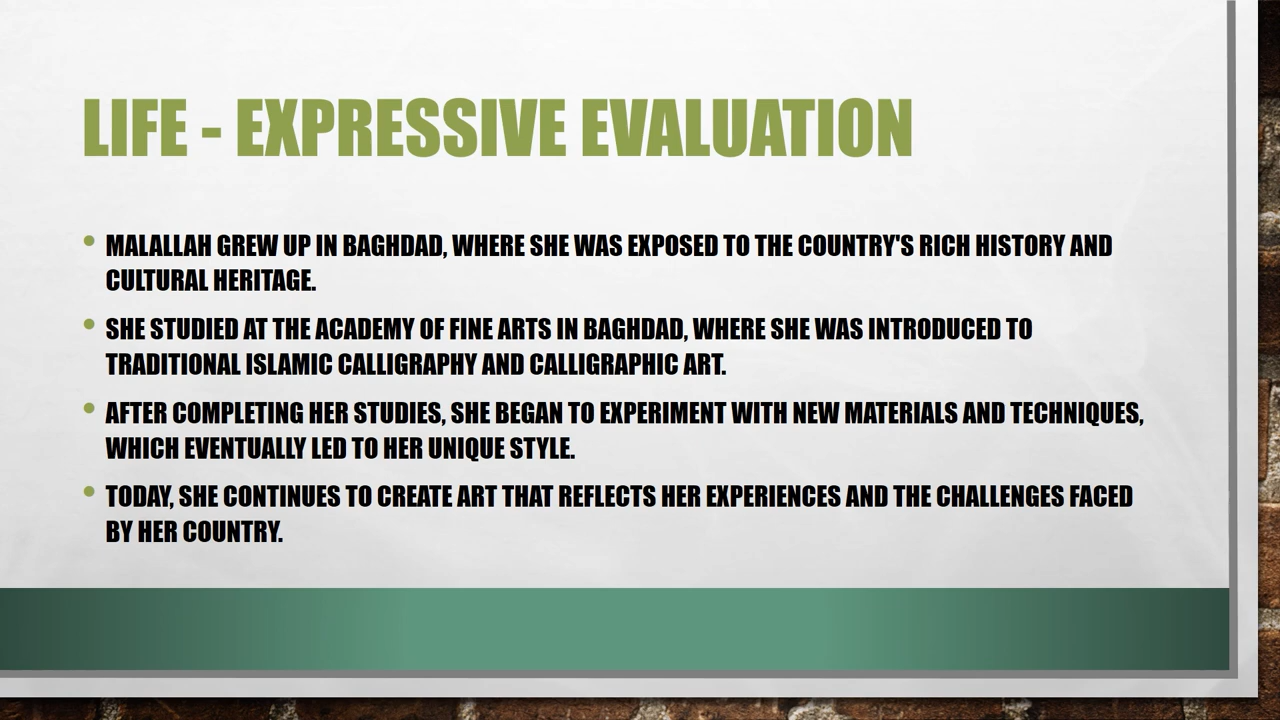 LIFE - EXPRESSIVE EVALUATION
• MALALLAH GREW UP IN BAGHDAD, WHERE SHE WAS EXPOSED TO THE COUNTRY'S RICH HISTORY AND
CULTURAL HERITAGE.
• SHE STUDIED AT THE ACADEMY OF FINE ARTS IN BAGHDAD, WHERE SHE WAS INTRODUCED TO
TRADITIONAL ISLAMIC CALLIGRAPHY AND CALLIGRAPHIC ART.
• AFTER COMPLETING HER STUDIES, SHE BEGAN TO EXPERIMENT WITH NEW MATERIALS AND TECHNIQUES,
WHICH EVENTUALLY LED TO HER UNIQUE STYLE.
• TODAY, SHE CONTINUES TO CREATE ART THAT REFLECTS HER EXPERIENCES AND THE CHALLENGES FACED
BY HER COUNTRY.